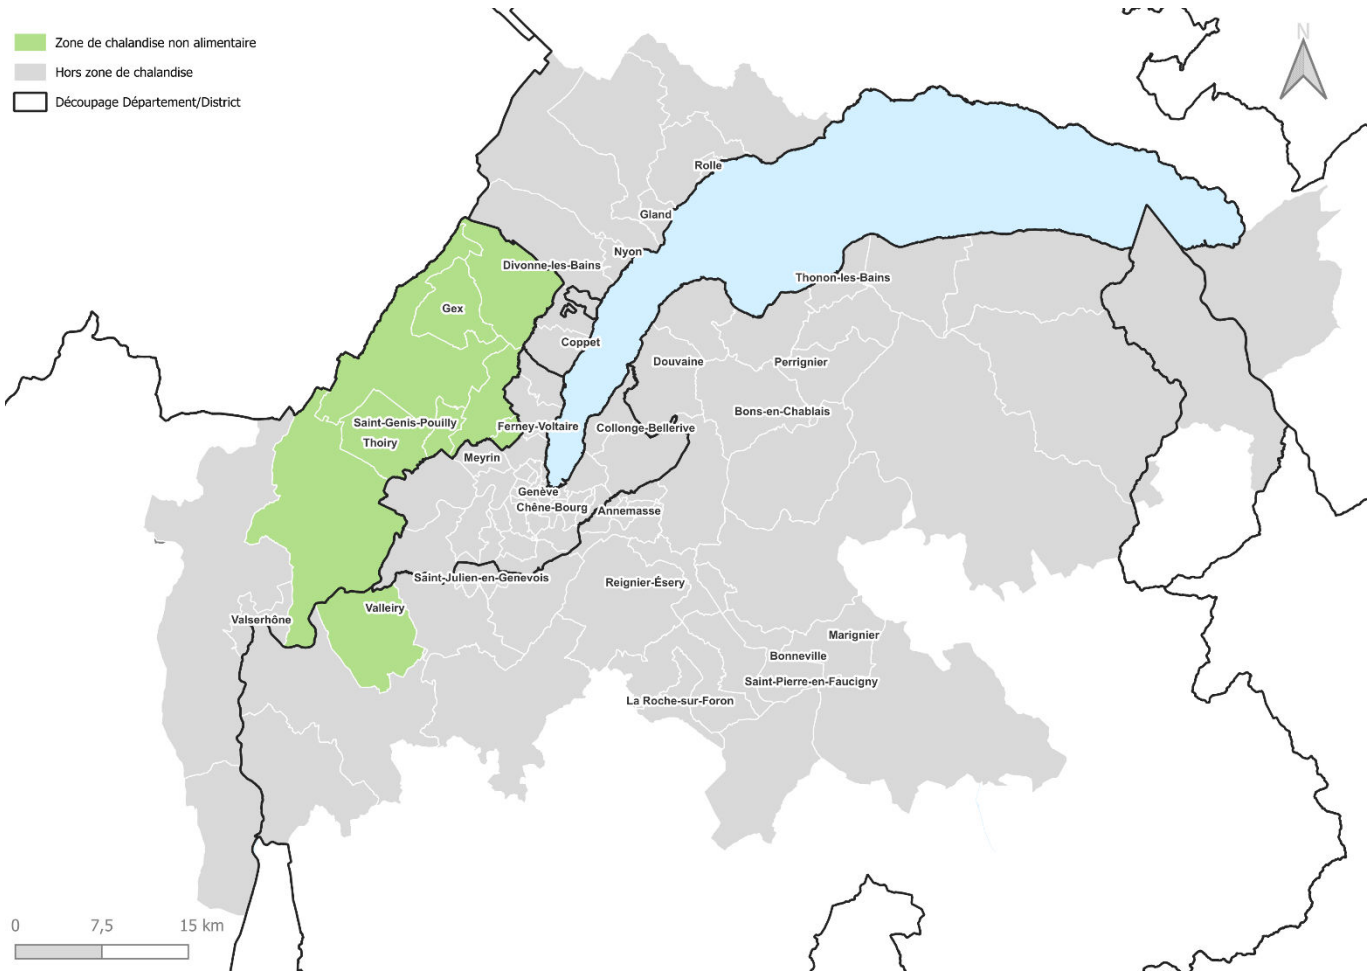 Zone de chalandise non alimentaire
Hors zone de chalandise
Découpage Département/District
N
Rolle
Gland
Nyon
Divonne-les-Bains
Thonon-les-Bains
Gex
Coppet
Douvaine
Perrignier
Bons-en-Chablais
Saint-Genis-Pouilly
Ferney-Voltaire
Collonge-Bellerive
Thoiry
Meyrin
Genève
Chêne-Bourg
Annemasse
Saint-Julien-en-Genevois
Reignier-Ésery
Valleiry
Valserhône
Marignier
Bonneville
Saint-Pierre-en-Faucigny
La Roche-sur-Foron
0 7,5 15 km